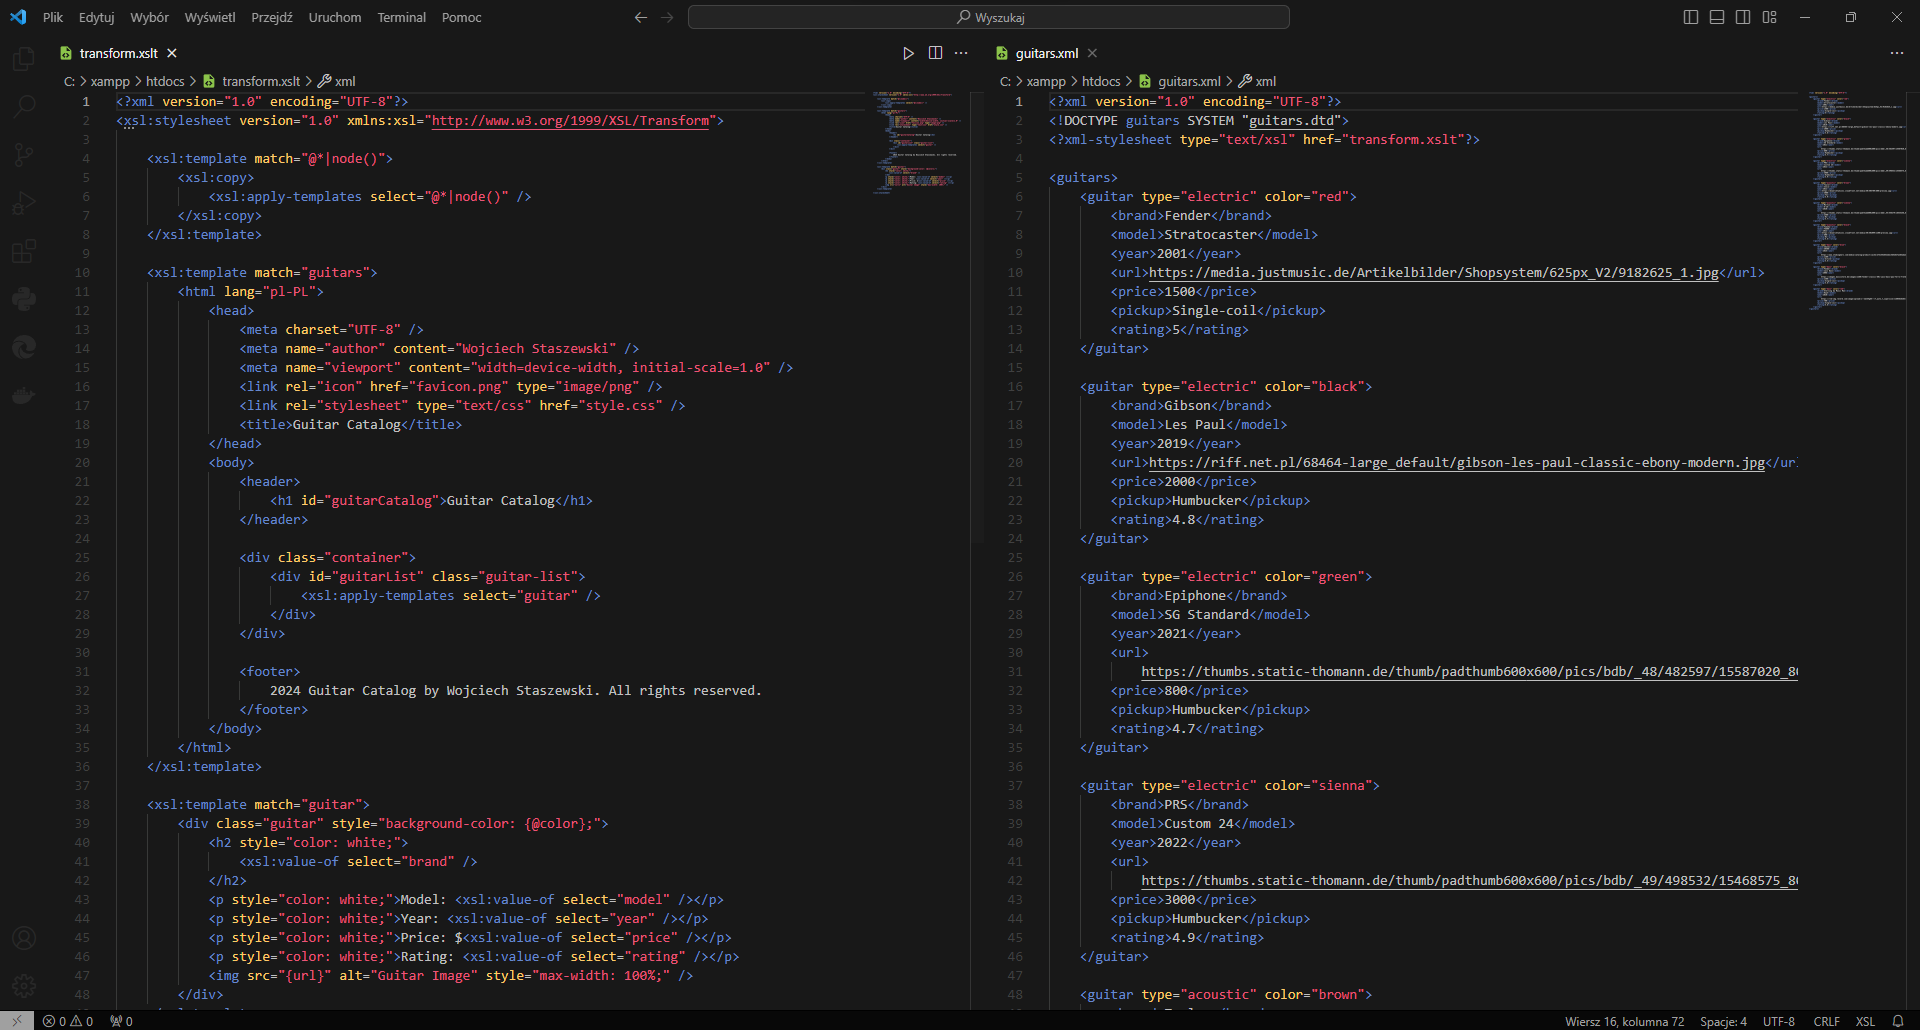 Plik Edytuj Wybór Wyświetl Przejdź Uruchom Terminal Pomoc
Wyszukaj
transform.xslt
C: > xampp > htdocs > transform.xslt > xml
1 <?xml version="1.0" encoding="UTF-8"?>
2 <xsl:stylesheet version="1.0" xmlns:xsl="http://www.w3.org/1999/XSL/Transform">
3
4 <xsl:template match="@*|node()">
5 <xsl:copy>
6 <xsl:apply-templates select="@*|node()" />
7 </xsl:copy>
8 </xsl:template>
9
10 <xsl:template match="guitars">
11 <html lang="pl-PL">
12 <head>
13 <meta charset="UTF-8" />
14 <meta name="author" content="Wojciech Staszewski" />
15 <meta name="viewport" content="width=device-width, initial-scale=1.0" />
16 <link rel="icon" href="favicon.png" type="image/png" />
17 <link rel="stylesheet" type="text/css" href="style.css" />
18 <title>Guitar Catalog</title>
19 </head>
20 <body>
21 <header>
22 <h1 id="guitarCatalog">Guitar Catalog</h1>
23 </header>
24
25 <div class="container">
26 <div id="guitarList" class="guitar-list">
27 <xsl:apply-templates select="guitar" />
28 </div>
29 </div>
30
31 <footer>
32 2024 Guitar Catalog by Wojciech Staszewski. All rights reserved.
33 </footer>
34 </body>
35 </html>
36 </xsl:template>
37
38 <xsl:template match="guitar">
39 <div class="guitar" style="background-color: {@color};">
40 <h2 style="color: white;">
41 <xsl:value-of select="brand" />
42 </h2>
43 <p style="color: white;">Model: <xsl:value-of select="model" /></p>
44 <p style="color: white;">Year: <xsl:value-of select="year" /></p>
45 <p style="color: white;">Price: $<xsl:value-of select="price" /></p>
46 <p style="color: white;">Rating: <xsl:value-of select="rating" /></p>
47 <img src="{url}" alt="Guitar Image" style="max-width: 100%;" />
48 </div>
guitars.xml
C: > xampp > htdocs > guitars.xml > xml
1 <?xml version="1.0" encoding="UTF-8"?>
2 <!DOCTYPE guitars SYSTEM "guitars.dtd">
3 <?xml-stylesheet type="text/xsl" href="transform.xslt"?>
4
5 <guitars>
6 <guitar type="electric" color="red">
7 <brand>Fender</brand>
8 <model>Stratocaster</model>
9 <year>2001</year>
10 <url>https://media.justmusic.de/Artikelbilder/Shopsystem/625px_V2/9182625_1.jpg</url>
11 <price>1500</price>
12 <pickup>Single-coil</pickup>
13 <rating>5</rating>
14 </guitar>
15
16 <guitar type="electric" color="black">
17 <brand>Gibson</brand>
18 <model>Les Paul</model>
19 <year>2019</year>
20 <url>https://riff.net.pl/68464-large_default/gibson-les-paul-classic-ebony-modern.jpg</url
21 <price>2000</price>
22 <pickup>Humbucker</pickup>
23 <rating>4.8</rating>
24 </guitar>
25
26 <guitar type="electric" color="green">
27 <brand>Epiphone</brand>
28 <model>SG Standard</model>
29 <year>2021</year>
30 <url>
31 https://thumbs.static-thomann.de/thumb/padthumb600x600/pics/bdb/_48/482597/15587020_8
32 <price>800</price>
33 <pickup>Humbucker</pickup>
34 <rating>4.7</rating>
35 </guitar>
36
37 <guitar type="electric" color="sienna">
38 <brand>PRS</brand>
39 <model>Custom 24</model>
40 <year>2022</year>
41 <url>
42 https://thumbs.static-thomann.de/thumb/padthumb600x600/pics/bdb/_49/498532/15468575_8
43 <price>3000</price>
44 <pickup>Humbucker</pickup>
45 <rating>4.9</rating>
46 </guitar>
47
48 <guitar type="acoustic" color="brown">
0 0 0
Wiersz 16, kolumna 72 Spacje: 4 UTF-8 CRLF XSL